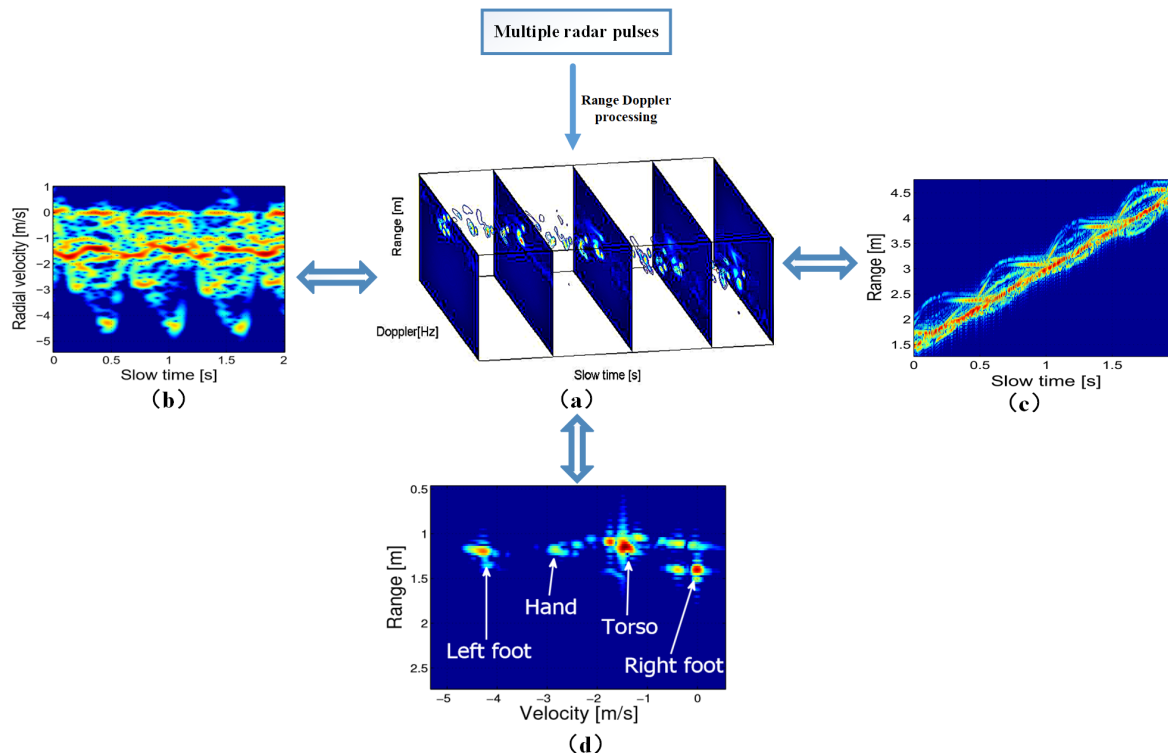 Multiple radar pulses
Range Doppler
processing
Range [m]
Doppler[Hz]
Slow time [s]
(a)
Radial velocity [m/s]
1
0
−1
−2
−3
−4
−5
0
0.5
1
1.5
2
Slow time [s]
(b)
Range [m]
4.5
4
3.5
3
2.5
2
1.5
0
0.5
1
1.5
Slow time [s]
(c)
Range [m]
0.5
1
1.5
2
2.5
Left foot
Hand
Torso
Right foot
−5
−4
−3
−2
−1
0
Velocity [m/s]
(d)